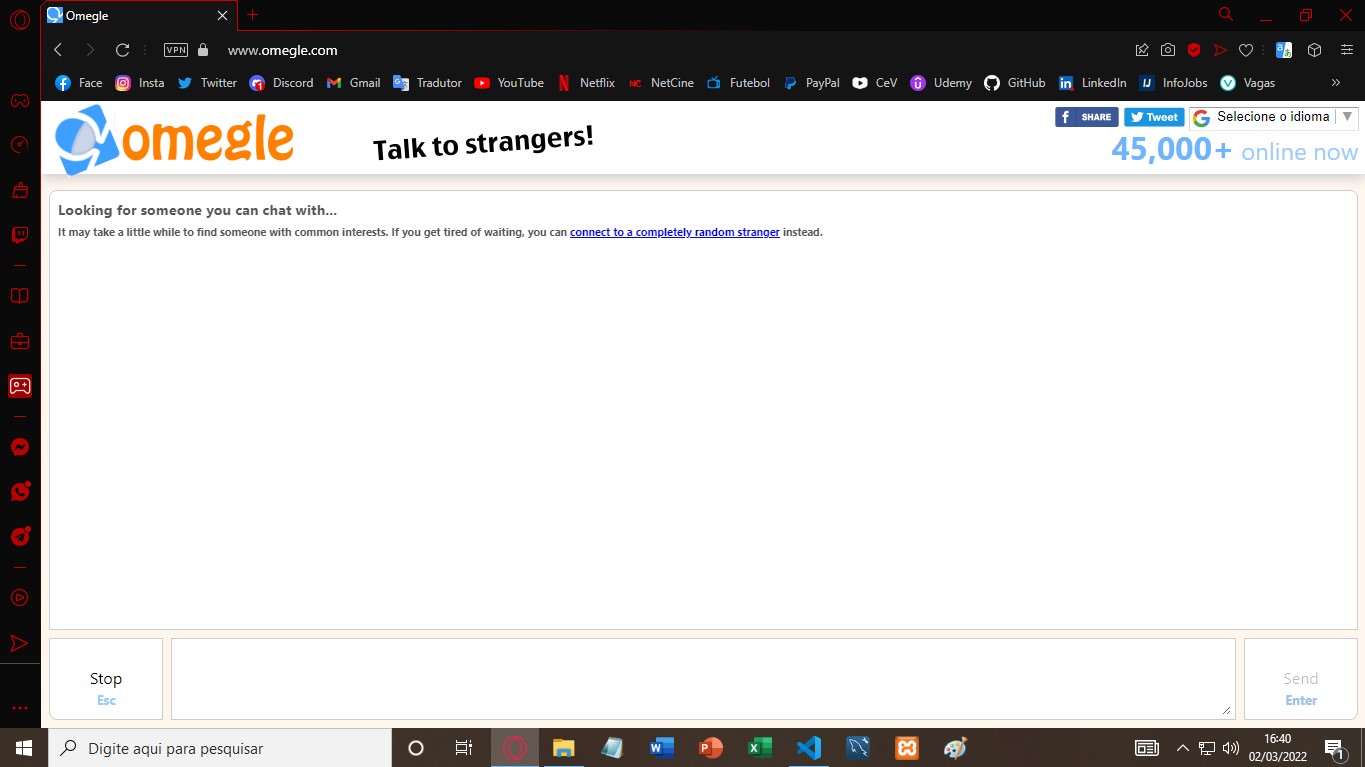 Omegle
VPN
www.omegle.com
Face Insta Twitter Discord Gmail Tradutor YouTube Netflix NC NetCine Futebol PayPal CeV Udemy GitHub LinkedIn InfoJobs Vagas »
omegle
Talk to strangers!
SHARE Tweet Selecione o idioma ▼
45,000+ online now
Looking for someone you can chat with...
It may take a little while to find someone with common interests. If you get tired of waiting, you can connect to a completely random stranger instead.
Stop
Esc
Send
Enter
Digite aqui para pesquisar
16:40
02/03/2022
1